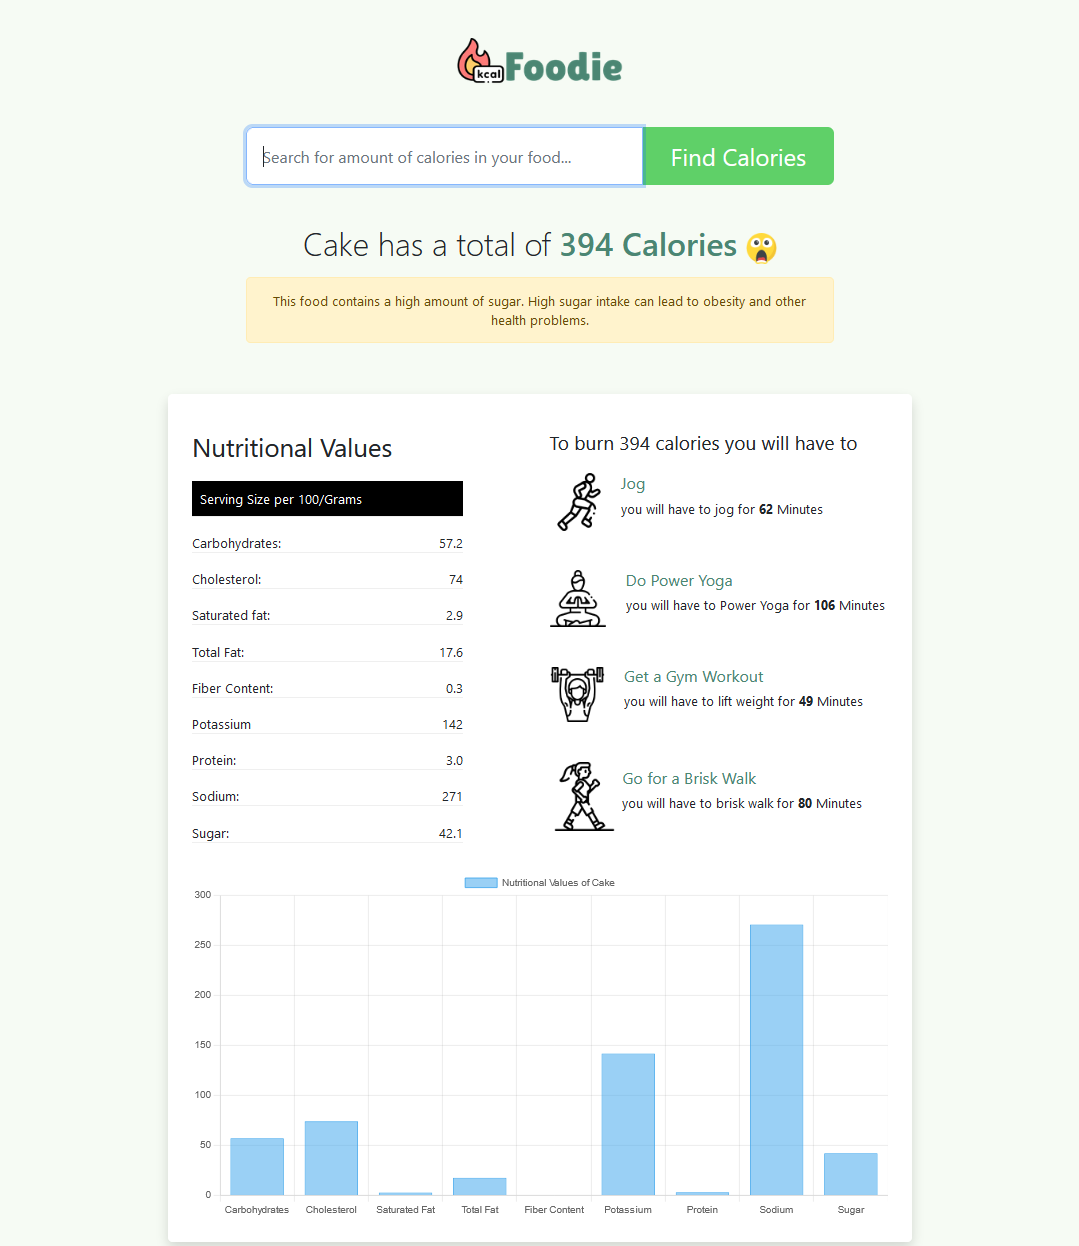 kcal Foodie
Search for amount of calories in your food...
Find Calories
Cake has a total of 394 Calories
This food contains a high amount of sugar. High sugar intake can lead to obesity and other
health problems.
Nutritional Values
Serving Size per 100/Grams
Carbohydrates: 57.2
Cholesterol: 74
Saturated fat: 2.9
Total Fat: 17.6
Fiber Content: 0.3
Potassium 142
Protein: 3.0
Sodium: 271
Sugar: 42.1
To burn 394 calories you will have to
Jog
you will have to jog for 62 Minutes
Do Power Yoga
you will have to Power Yoga for 106 Minutes
Get a Gym Workout
you will have to lift weight for 49 Minutes
Go for a Brisk Walk
you will have to brisk walk for 80 Minutes
Nutritional Values of Cake
300
250
200
150
100
50
0
Carbohydrates Cholesterol Saturated Fat Total Fat Fiber Content Potassium Protein Sodium Sugar